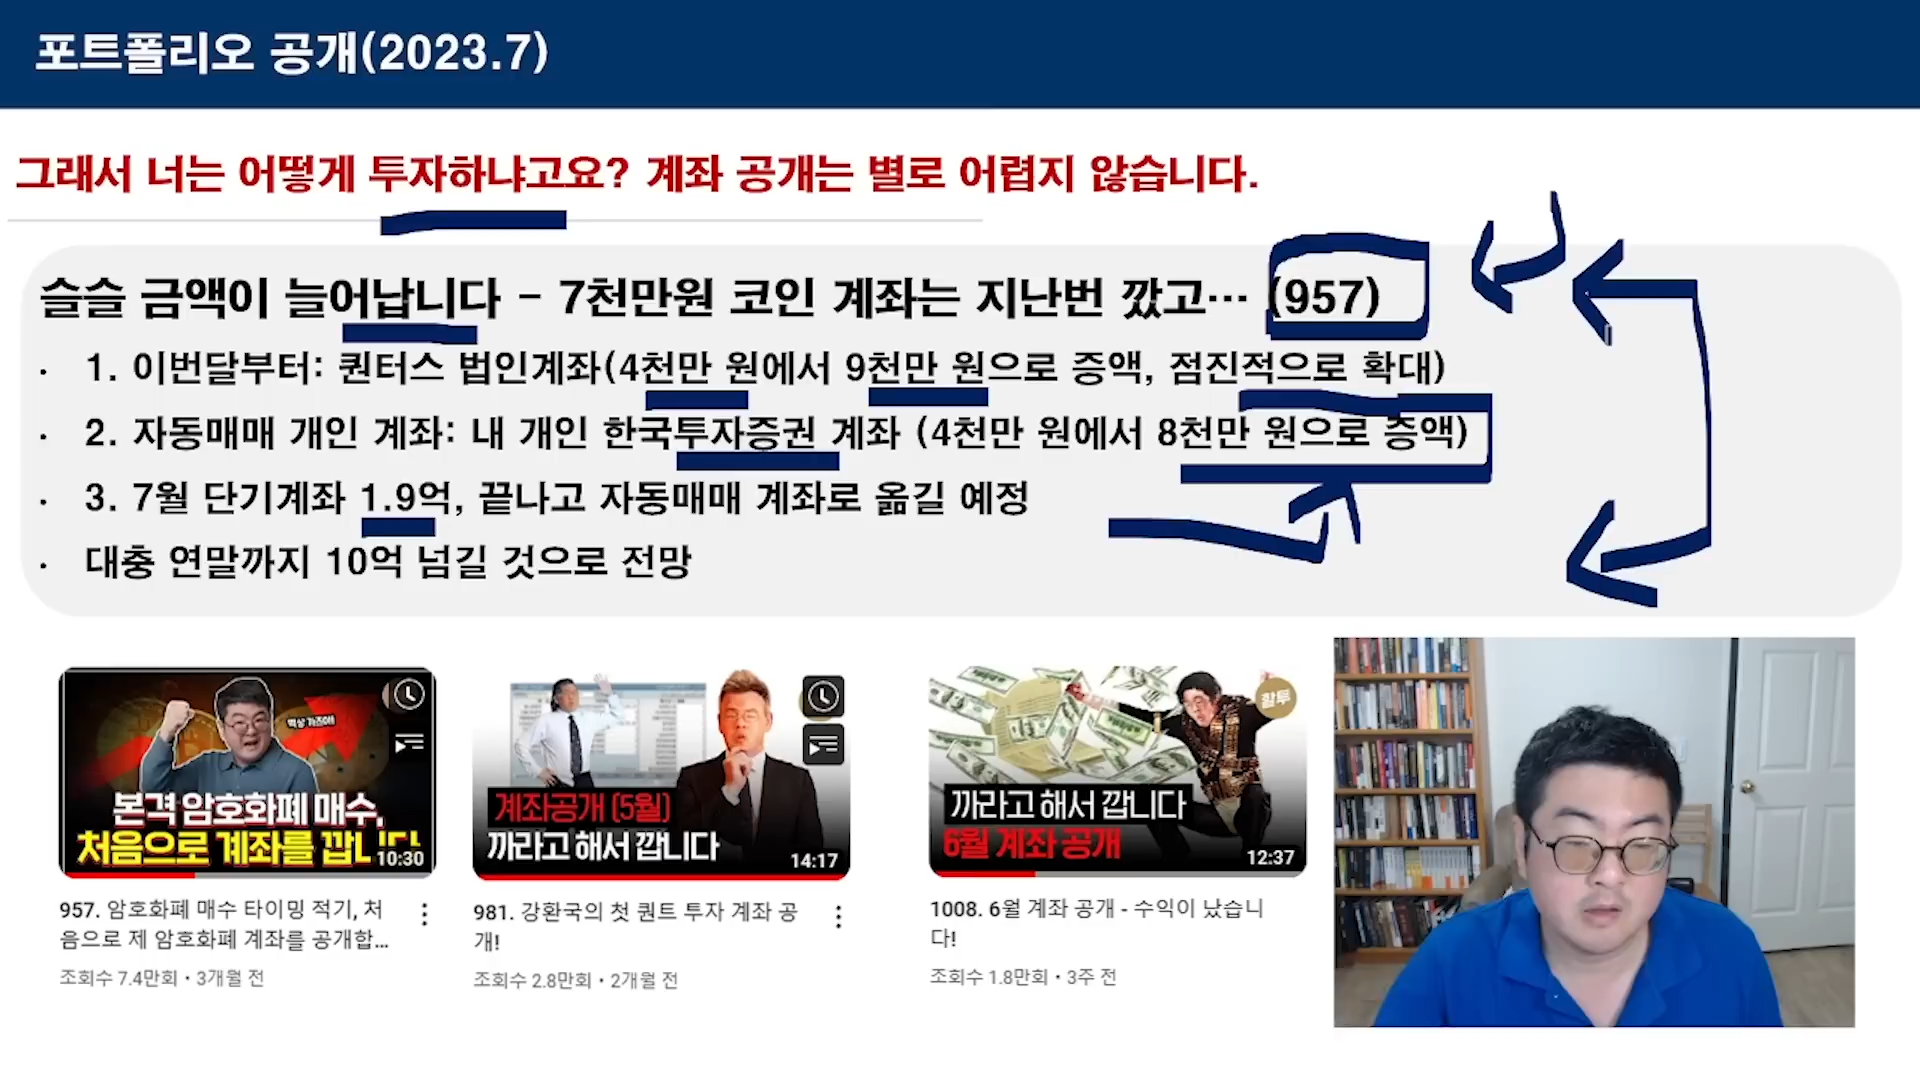 포트폴리오 공개(2023.7)
그래서 너는 어떻게 투자하냐고요? 계좌 공개는 별로 어렵지 않습니다.
슬슬 금액이 늘어납니다 – 7천만원 코인 계좌는 지난번 깠고… (957)
· 1. 이번달부터: 퀀터스 법인계좌(4천만 원에서 9천만 원으로 증액, 점진적으로 확대)
· 2. 자동매매 개인 계좌: 내 개인 한국투자증권 계좌 (4천만 원에서 8천만 원으로 증액)
· 3. 7월 단기계좌 1.9억, 끝나고 자동매매 계좌로 옮길 예정
· 대충 연말까지 10억 넘길 것으로 전망
떡상 가즈아!
본격 암호화폐 매수,
처음으로 계좌를 깝니다
10:30
계좌공개 (5월)
까라고 해서 깝니다
14:17
할투
까라고 해서 깝니다
6월 계좌 공개
12:37
957. 암호화폐 매수 타이밍 적기, 처
음으로 제 암호화폐 계좌를 공개합...
조회수 7.4만회 · 3개월 전
981. 강환국의 첫 퀀트 투자 계좌 공
개!
조회수 2.8만회 · 2개월 전
1008. 6월 계좌 공개 - 수익이 났습니
다!
조회수 1.8만회 · 3주 전